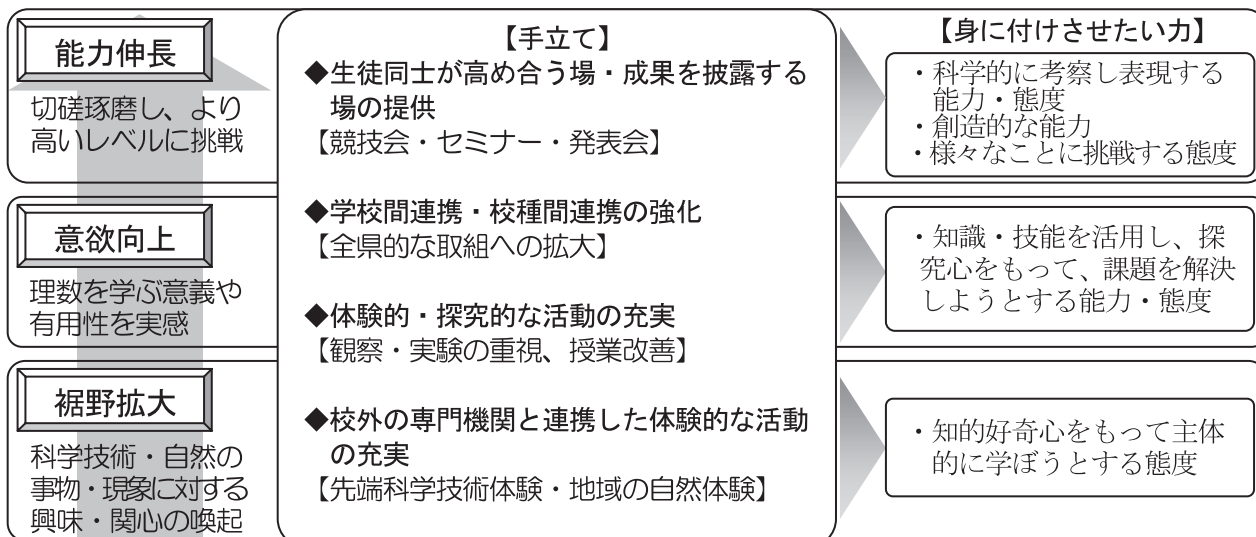 能力伸長
切磋琢磨し、より
高いレベルに挑戦
意欲向上
理数を学ぶ意義や
有用性を実感
裾野拡大
科学技術・自然の
事物・現象に対する
興味・関心の喚起
【手立て】
◆生徒同士が高め合う場・成果を披露する
場の提供
【競技会・セミナー・発表会】
◆学校間連携・校種間連携の強化
【全県的な取組への拡大】
◆体験的・探究的な活動の充実
【観察・実験の重視、授業改善】
◆校外の専門機関と連携した体験的な活動
の充実
【先端科学技術体験・地域の自然体験】
【身に付けさせたい力】
・科学的に考察し表現する
能力・態度
・創造的な能力
・様々なことに挑戦する態度
・知識・技能を活用し、探
究心をもって、課題を解決
しようとする能力・態度
・知的好奇心をもって主体
的に学ぼうとする態度